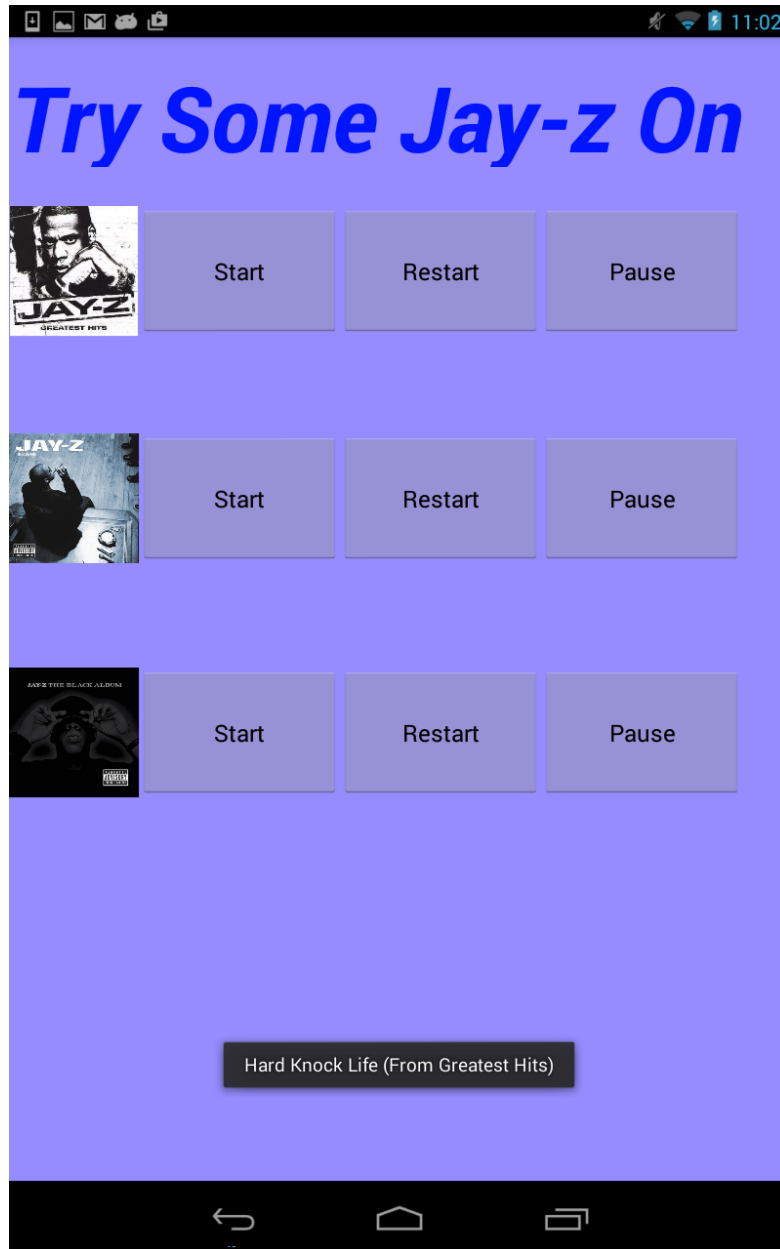 11:02
Try Some Jay-z On
JAY-Z
GREATEST HITS
Start Restart Pause
JAY-Z
Start Restart Pause
JAY-Z THE BLACK ALBUM
Start Restart Pause
Hard Knock Life (From Greatest Hits)